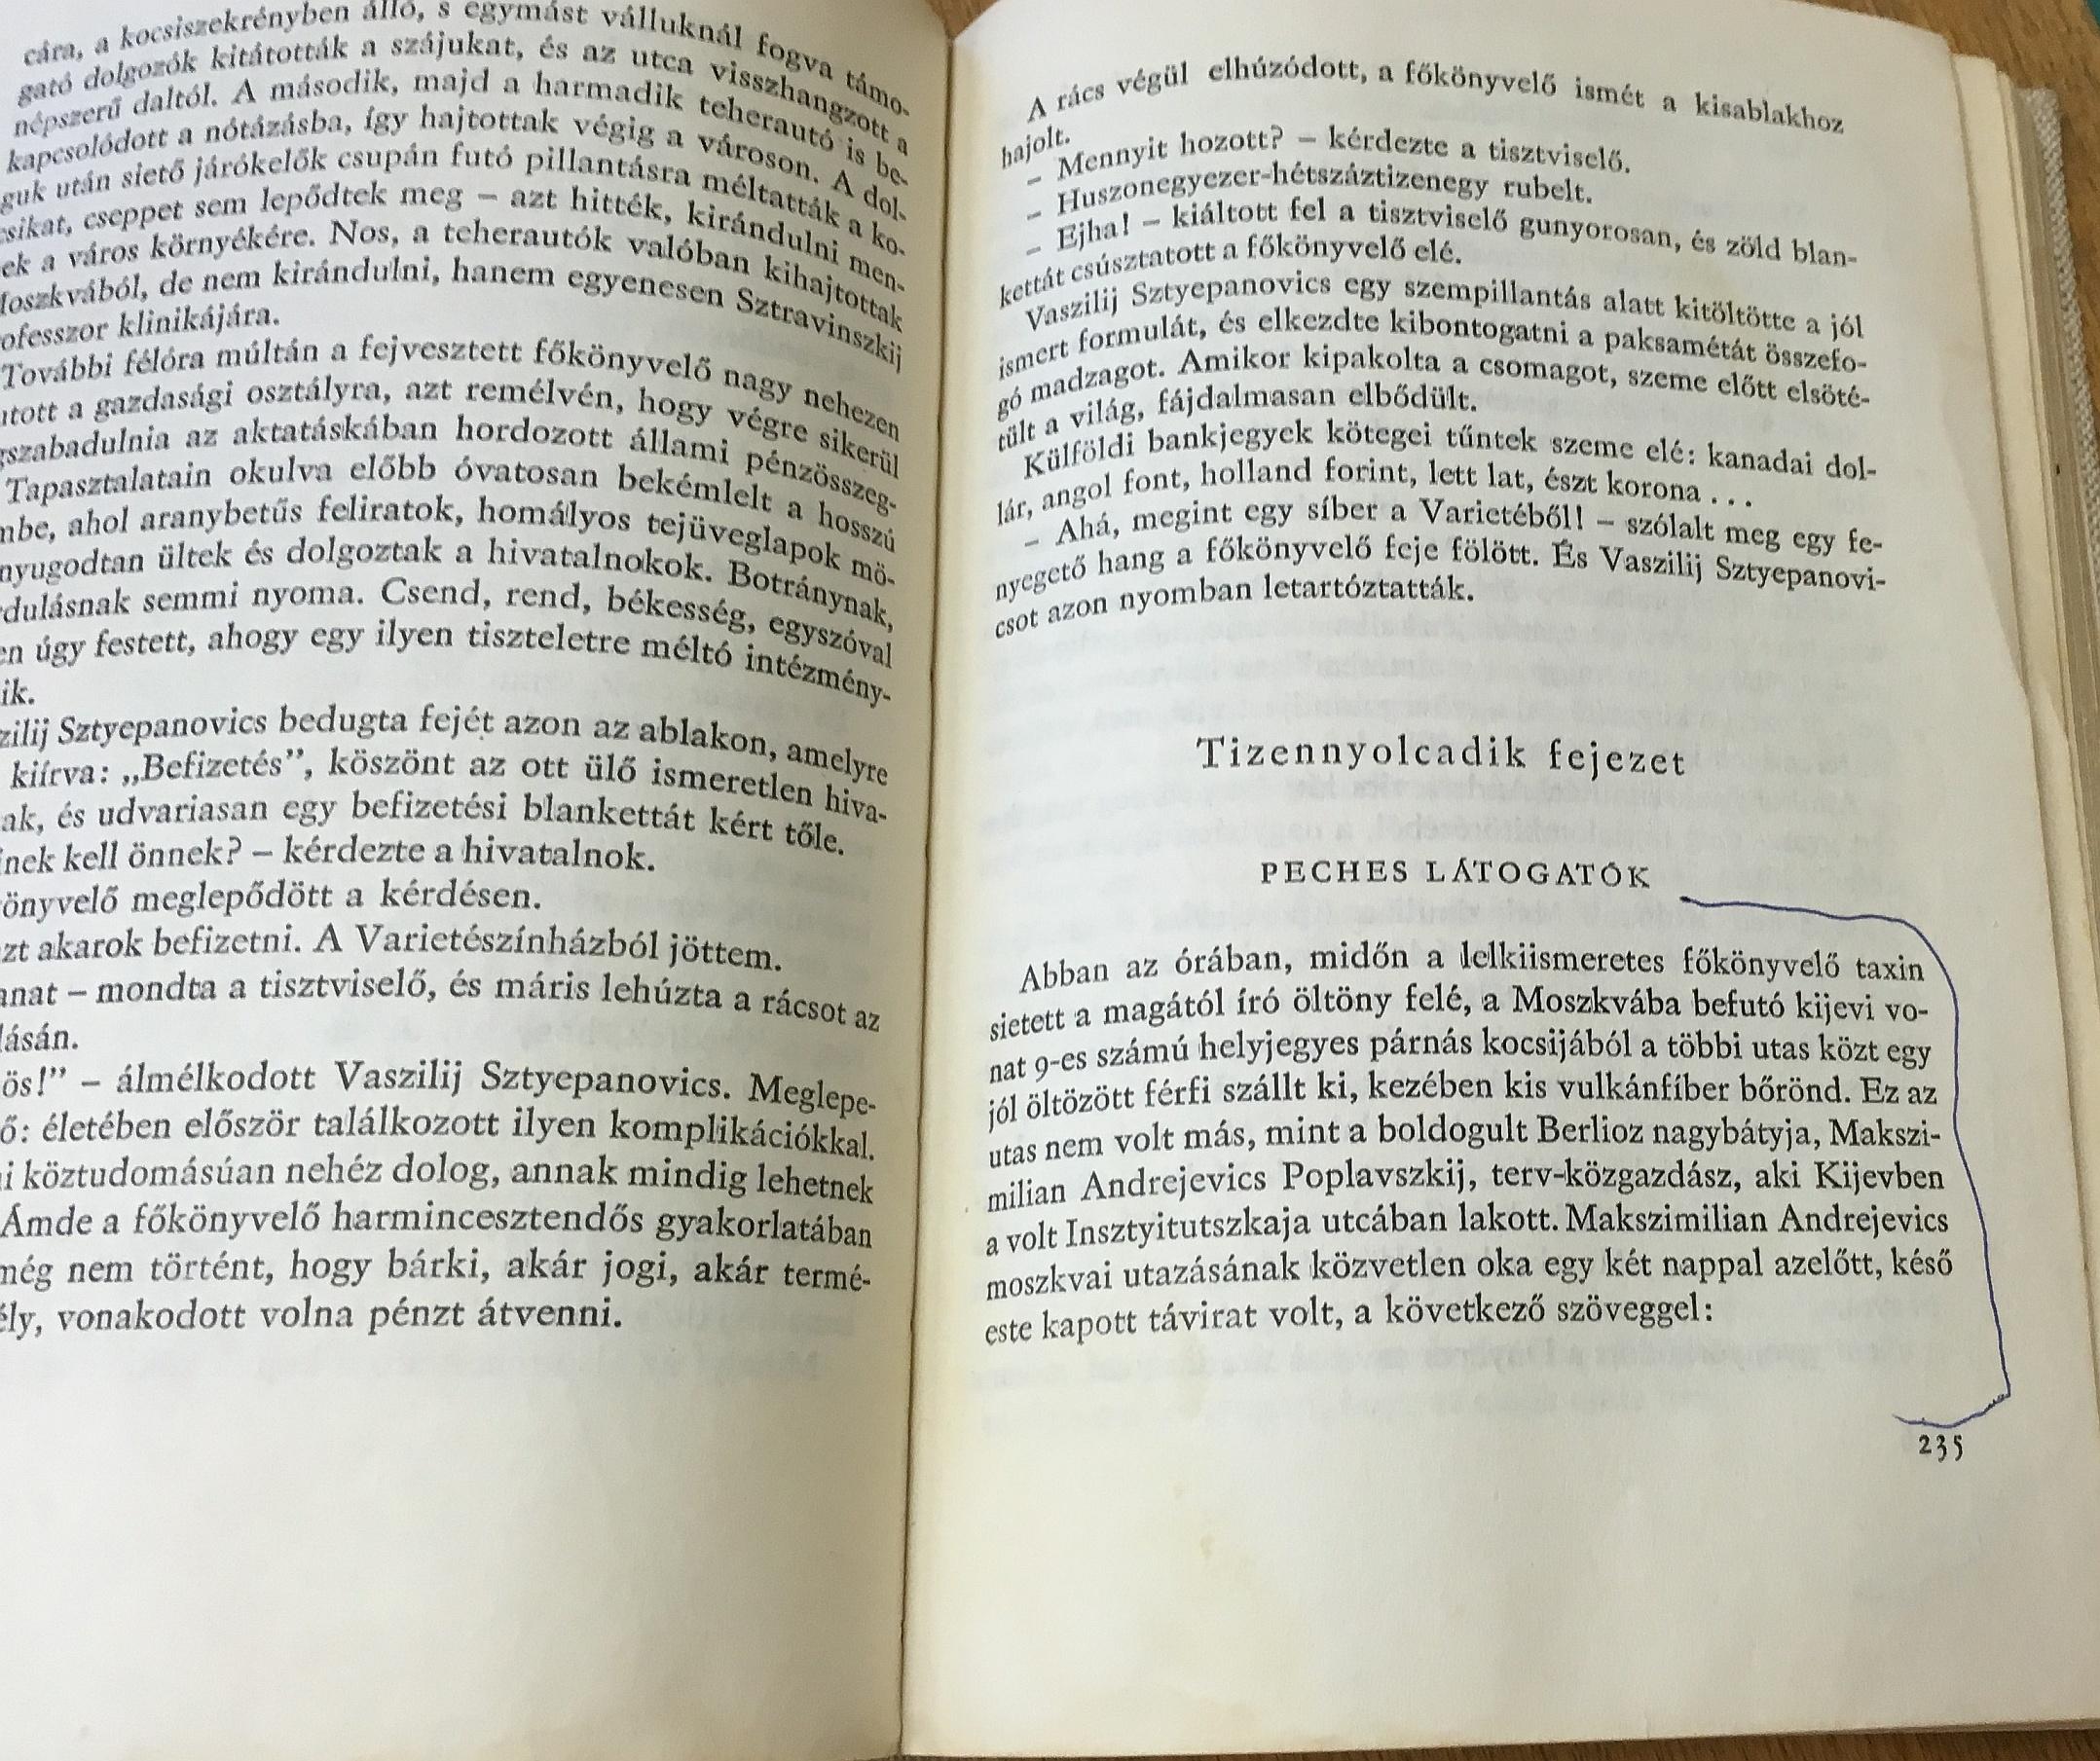 cára, a kocsiszekrényben álló, s egymást válluknál fogva támo-
gató dolgozók kitátották a szájukat, és az utca visszhangzott a
népszerű daltól. A második, majd a harmadik teherautó is be-
kapcsolódott a nótázásba, így hajtottak végig a városon. A dol-
guk után siető járókelők csupán futó pillantásra méltatták a ko-
csikat, cseppet sem lepődtek meg – azt hitték, kirándulni men-
ek a város környékére. Nos, a teherautók valóban kihajtottak
Moszkvából, de nem kirándulni, hanem egyenesen Sztravinszkij
ofesszor klinikájára.
További félóra múltán a fejvesztett főkönyvelő nagy nehezen
utott a gazdasági osztályra, azt remélvén, hogy végre sikerül
gszabadulnia az aktatáskában hordozott állami pénzösszeg-
Tapasztalatain okulva előbb óvatosan bekémlelt a hosszú
mbe, ahol aranybetűs feliratok, homályos tejüveglapok mö-
nyugodtan ültek és dolgoztak a hivatalnokok. Botránynak,
rdulásnak semmi nyoma. Csend, rend, békesség, egyszóval
en úgy festett, ahogy egy ilyen tiszteletre méltó intézmény-
ik.
zilij Sztyepanovics bedugta fejét azon az ablakon, amelyre
kiírva: „Befizetés”, köszönt az ott ülő ismeretlen hiva-
ak, és udvariasan egy befizetési blankettát kért tőle.
inek kell önnek? – kérdezte a hivatalnok.
önyvelő meglepődött a kérdésen.
zt akarok befizetni. A Varietészínházból jöttem.
anat – mondta a tisztviselő, és máris lehúzta a rácsot az
lásán.
ös!” – álmélkodott Vaszilij Sztyepanovics. Meglepe-
ő: életében először találkozott ilyen komplikációkkal.
i köztudomásúan nehéz dolog, annak mindig lehetnek
Ámde a főkönyvelő harmincesztendős gyakorlatában
még nem történt, hogy bárki, akár jogi, akár termé-
ély, vonakodott volna pénzt átvenni.
A rács végül elhúzódott, a főkönyvelő ismét a kisablakhoz
hajolt.
– Mennyit hozott? – kérdezte a tisztviselő.
– Huszonegyezer-hétszáztizenegy rubelt.
– Ejha! – kiáltott fel a tisztviselő gunyorosan, és zöld blan-
kettát csúsztatott a főkönyvelő elé.
Vaszilij Sztyepanovics egy szempillantás alatt kitöltötte a jól
ismert formulát, és elkezdte kibontogatni a paksamétát összefo-
gó madzagot. Amikor kipakolta a csomagot, szeme előtt elsöté-
tült a világ, fájdalmasan elbődült.
Külföldi bankjegyek kötegei tűntek szeme elé: kanadai dol-
lár, angol font, holland forint, lett lat, észt korona . . .
– Ahá, megint egy síber a Varietéből! – szólalt meg egy fe-
nyegető hang a főkönyvelő feje fölött. És Vaszilij Sztyepanovi-
csot azon nyomban letartóztatták.
Tizennyolcadik fejezet
PECHES LÁTOGATÓK
Abban az órában, midőn a lelkiismeretes főkönyvelő taxin
sietett a magától író öltöny felé, a Moszkvába befutó kijevi vo-
nat 9-es számú helyjegyes párnás kocsijából a többi utas közt egy
jól öltözött férfi szállt ki, kezében kis vulkánfíber bőrönd. Ez az
utas nem volt más, mint a boldogult Berlioz nagybátyja, Makszi-
milian Andrejevics Poplavszkij, terv-közgazdász, aki Kijevben
a volt Insztyitutszkaja utcában lakott. Makszimilian Andrejevics
moszkvai utazásának közvetlen oka egy két nappal azelőtt, késő
este kapott távirat volt, a következő szöveggel:
235